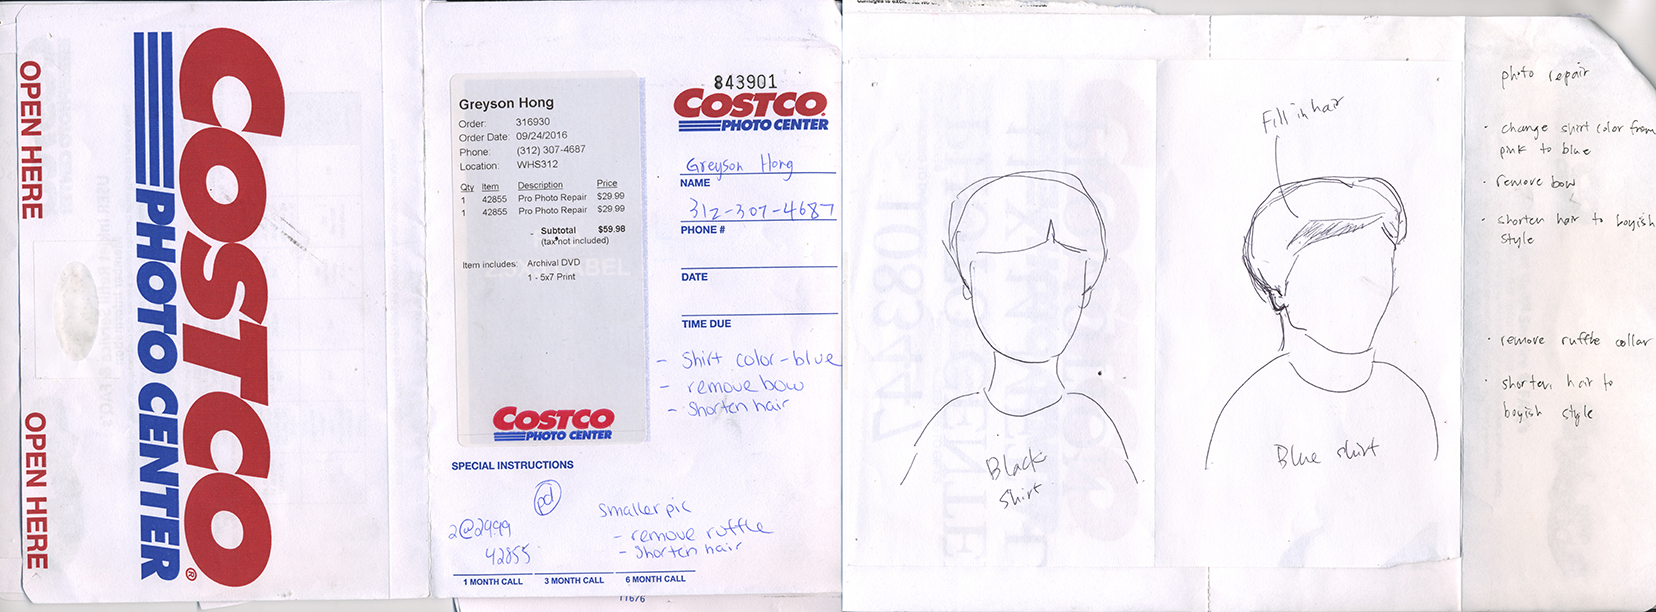 OPEN HERE
OPEN HERE
COSTCO
PHOTO CENTER
®
Greyson Hong
Order: 316930
Order Date: 09/24/2016
Phone: (312) 307-4687
Location: WHS312
Qty Item Description Price
1 42855 Pro Photo Repair $29.99
1 42855 Pro Photo Repair $29.99
- Subtotal $59.98
(tax not included)
Item includes: Archival DVD
1 - 5x7 Print
COSTCO
PHOTO CENTER
843901
COSTCO
PHOTO CENTER
Greyson Hong
NAME
312-307-4687
PHONE #
DATE
TIME DUE
- Shirt color-blue
- remove bow
- Shorten hair
SPECIAL INSTRUCTIONS
pd
2@29.99
42855
smaller pic
- remove ruffle
- Shorten hair
1 MONTH CALL 3 MONTH CALL 6 MONTH CALL
11676
Black
shirt
Fill in hair
Blue shirt
photo repair
· change shirt color from
pink to blue
· remove bow
· shorten hair to boyish
style
· remove ruffle collar
· shorten hair to
boyish style